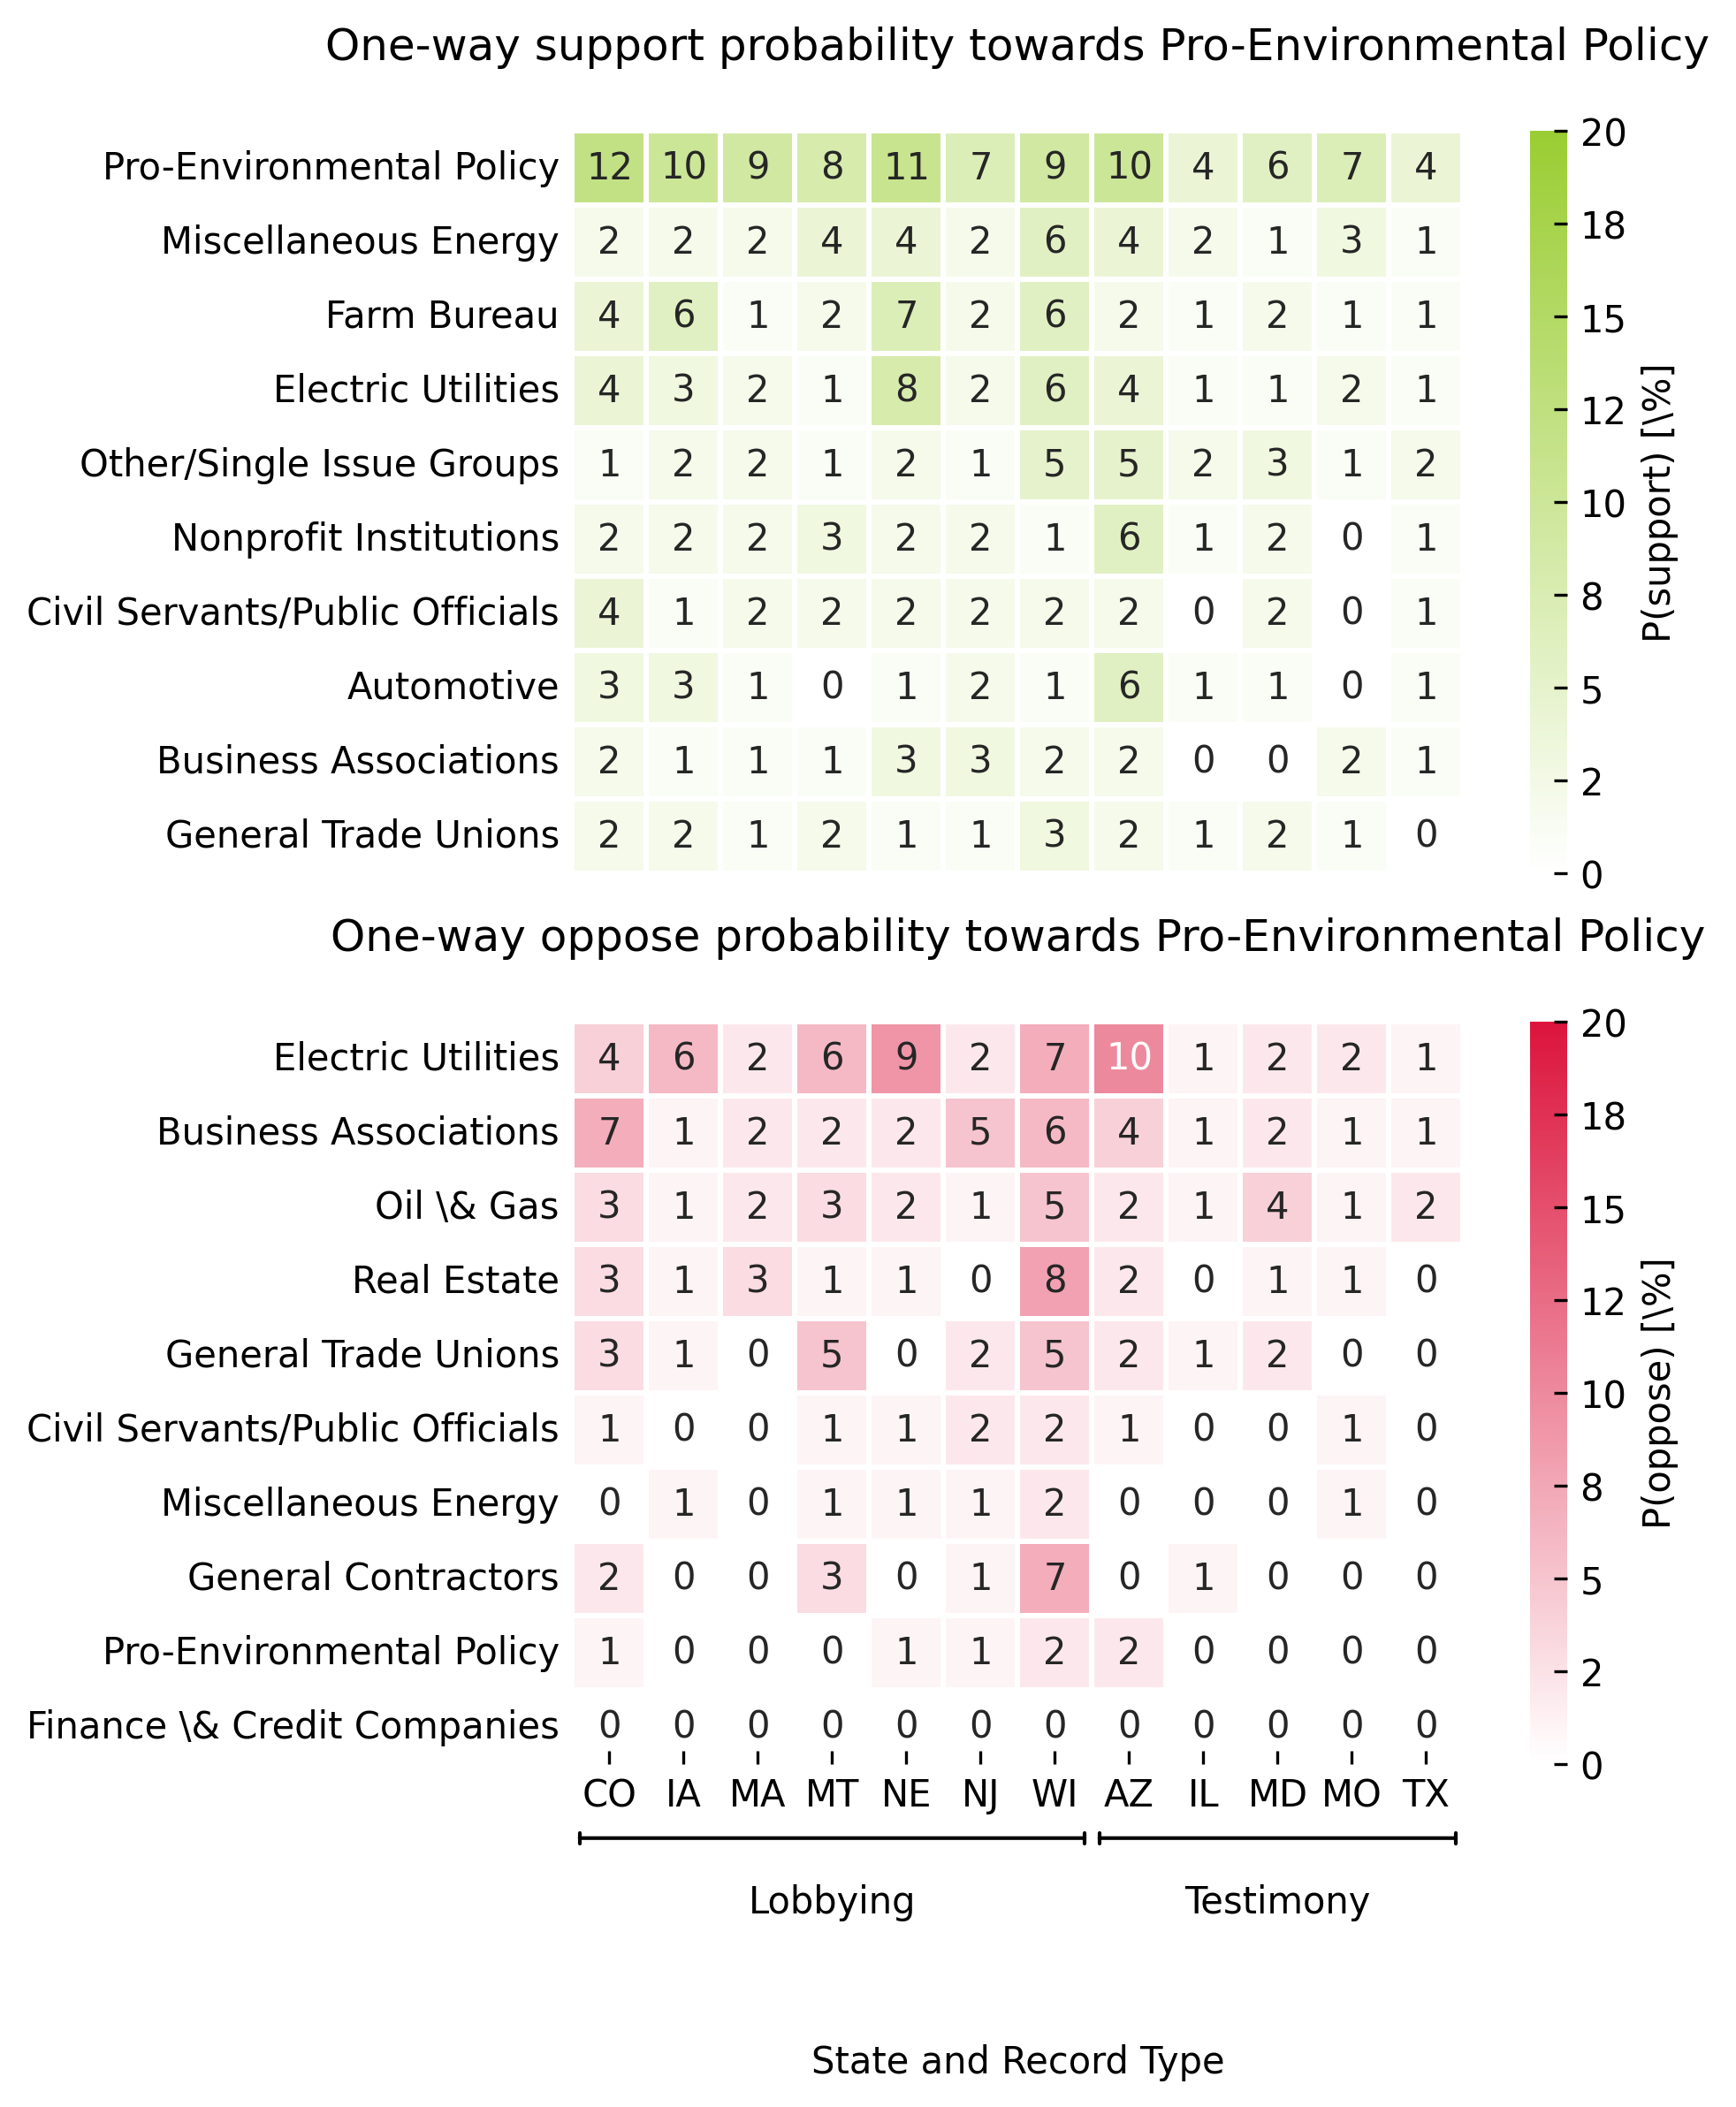 One-way support probability towards Pro-Environmental Policy
Pro-Environmental Policy 12 10 9 8 11 7 9 10 4 6 7 4
Miscellaneous Energy 2 2 2 4 4 2 6 4 2 1 3 1
Farm Bureau 4 6 1 2 7 2 6 2 1 2 1 1
Electric Utilities 4 3 2 1 8 2 6 4 1 1 2 1
Other/Single Issue Groups 1 2 2 1 2 1 5 5 2 3 1 2
Nonprofit Institutions 2 2 2 3 2 2 1 6 1 2 0 1
Civil Servants/Public Officials 4 1 2 2 2 2 2 2 0 2 0 1
Automotive 3 3 1 0 1 2 1 6 1 1 0 1
Business Associations 2 1 1 1 3 3 2 2 0 0 2 1
General Trade Unions 2 2 1 2 1 1 3 2 1 2 1 0
20
18
15
12
10
8
5
2
0
P(support) [\%]
One-way oppose probability towards Pro-Environmental Policy
Electric Utilities 4 6 2 6 9 2 7 10 1 2 2 1
Business Associations 7 1 2 2 2 5 6 4 1 2 1 1
Oil \& Gas 3 1 2 3 2 1 5 2 1 4 1 2
Real Estate 3 1 3 1 1 0 8 2 0 1 1 0
General Trade Unions 3 1 0 5 0 2 5 2 1 2 0 0
Civil Servants/Public Officials 1 0 0 1 1 2 2 1 0 0 1 0
Miscellaneous Energy 0 1 0 1 1 1 2 0 0 0 1 0
General Contractors 2 0 0 3 0 1 7 0 1 0 0 0
Pro-Environmental Policy 1 0 0 0 1 1 2 2 0 0 0 0
Finance \& Credit Companies 0 0 0 0 0 0 0 0 0 0 0 0
20
18
15
12
10
8
5
2
0
P(oppose) [\%]
CO IA MA MT NE NJ WI AZ IL MD MO TX
Lobbying Testimony
State and Record Type